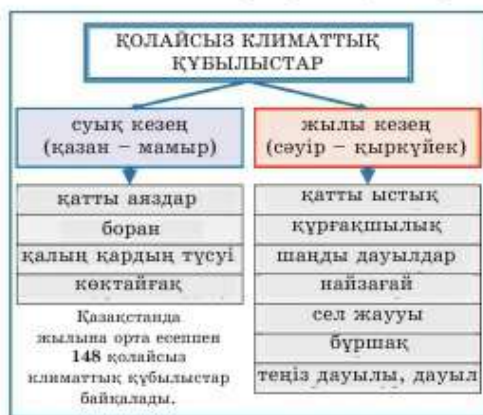 ҚОЛАЙСЫЗ КЛИМАТТЫҚ
ҚҰБЫЛЫСТАР
суық кезең
(қазан – мамыр)
қатты аяздар
боран
қалың қардың түсуі
көктайғақ
Қазақстанда
жылына орта есеппен
148 қолайсыз
климаттық құбылыстар
байқалады.
жылы кезең
(сәуір – қыркүйек)
қатты ыстық
құрғақшылық
шаңды дауылдар
найзағай
сел жаууы
бұршақ
теңіз дауылы, дауыл